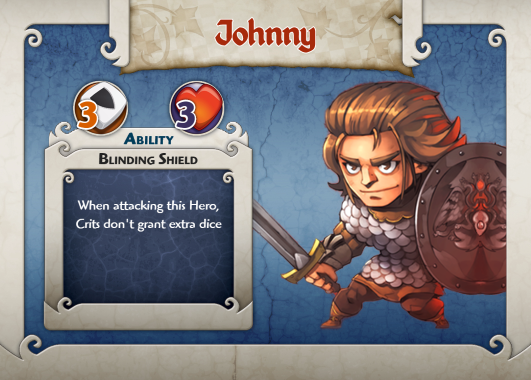 Johnny
3
3
Ability
Blinding Shield
When attacking this Hero,
Crits don't grant extra dice